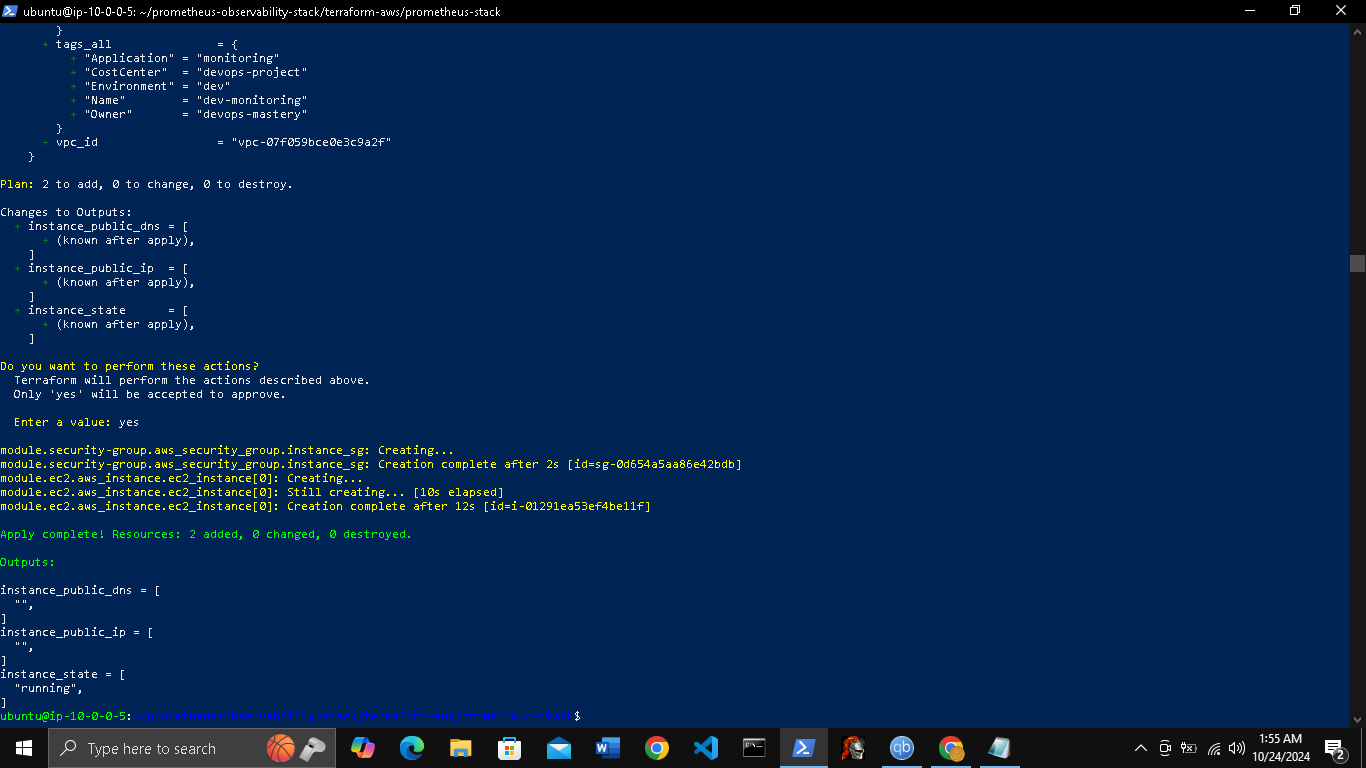 ubuntu@ip-10-0-0-5: ~/prometheus-observability-stack/terraform-aws/prometheus-stack
}
+ tags_all = {
+ "Application" = "monitoring"
+ "CostCenter" = "devops-project"
+ "Environment" = "dev"
+ "Name" = "dev-monitoring"
+ "Owner" = "devops-mastery"
}
+ vpc_id = "vpc-07f059bce0e3c9a2f"
}
Plan: 2 to add, 0 to change, 0 to destroy.
Changes to Outputs:
+ instance_public_dns = [
+ (known after apply),
]
+ instance_public_ip = [
+ (known after apply),
]
+ instance_state = [
+ (known after apply),
]
Do you want to perform these actions?
Terraform will perform the actions described above.
Only 'yes' will be accepted to approve.
Enter a value: yes
module.security-group.aws_security_group.instance_sg: Creating...
module.security-group.aws_security_group.instance_sg: Creation complete after 2s [id=sg-0d654a5aa86e42bdb]
module.ec2.aws_instance.ec2_instance[0]: Creating...
module.ec2.aws_instance.ec2_instance[0]: Still creating... [10s elapsed]
module.ec2.aws_instance.ec2_instance[0]: Creation complete after 12s [id=i-01291ea53ef4be11f]
Apply complete! Resources: 2 added, 0 changed, 0 destroyed.
Outputs:
instance_public_dns = [
"",
]
instance_public_ip = [
"",
]
instance_state = [
"running",
]
ubuntu@ip-10-0-0-5:~/prometheus-observability-stack/terraform-aws/prometheus-stack$
Type here to search
qb
1:55 AM
10/24/2024
2